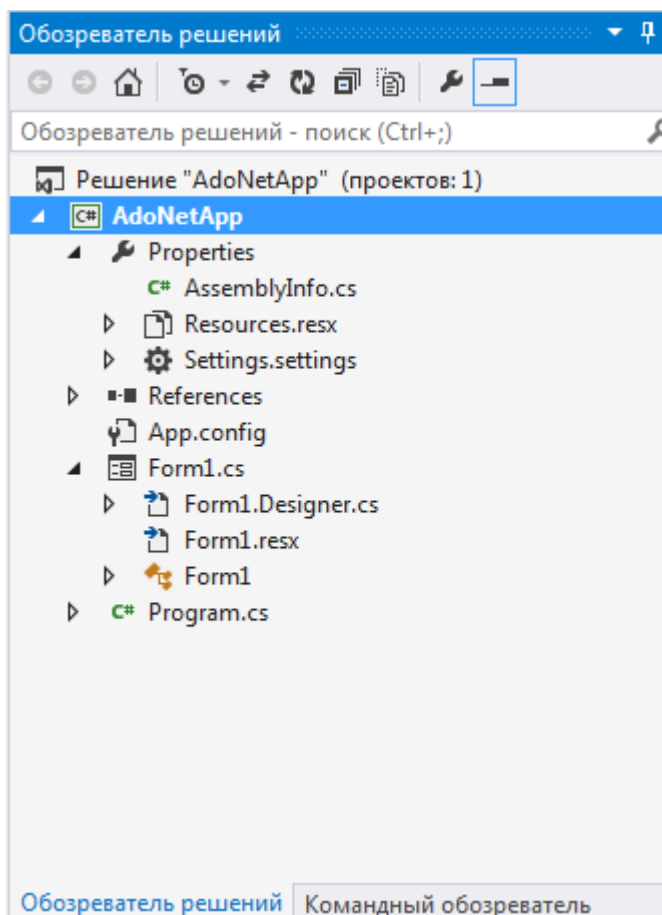 Обозреватель решений
Обозреватель решений - поиск (Ctrl+;)
Решение "AdoNetApp" (проектов: 1)
C# AdoNetApp
Properties
C# AssemblyInfo.cs
Resources.resx
Settings.settings
References
App.config
Form1.cs
Form1.Designer.cs
Form1.resx
Form1
C# Program.cs
Обозреватель решений Командный обозреватель